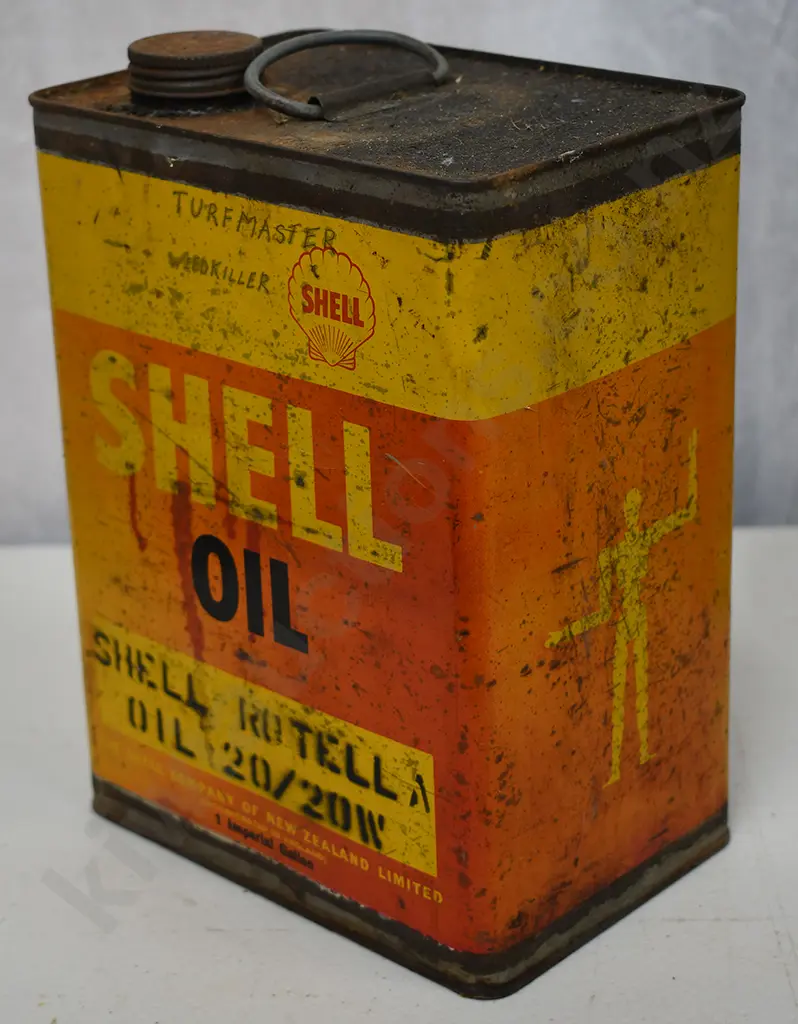 TURFMASTER
WEEDKILLER
SHELL
SHELL
OIL
SHELL ROTELLA
OIL 20/20W
COMPANY OF NEW ZEALAND LIMITED
1 Imperial Gallon